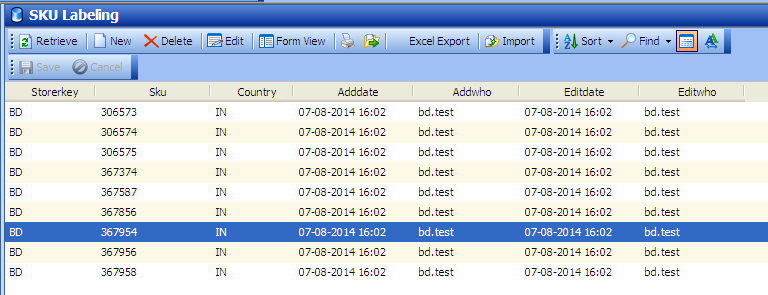 SKU Labeling
Retrieve New Delete Edit Form View Excel Export Import Sort Find
Save Cancel
Storerkey Sku Country Adddate Addwho Editdate Editwho
BD 306573 IN 07-08-2014 16:02 bd.test 07-08-2014 16:02 bd.test
BD 306574 IN 07-08-2014 16:02 bd.test 07-08-2014 16:02 bd.test
BD 306575 IN 07-08-2014 16:02 bd.test 07-08-2014 16:02 bd.test
BD 367374 IN 07-08-2014 16:02 bd.test 07-08-2014 16:02 bd.test
BD 367587 IN 07-08-2014 16:02 bd.test 07-08-2014 16:02 bd.test
BD 367856 IN 07-08-2014 16:02 bd.test 07-08-2014 16:02 bd.test
BD 367954 IN 07-08-2014 16:02 bd.test 07-08-2014 16:02 bd.test
BD 367956 IN 07-08-2014 16:02 bd.test 07-08-2014 16:02 bd.test
BD 367958 IN 07-08-2014 16:02 bd.test 07-08-2014 16:02 bd.test